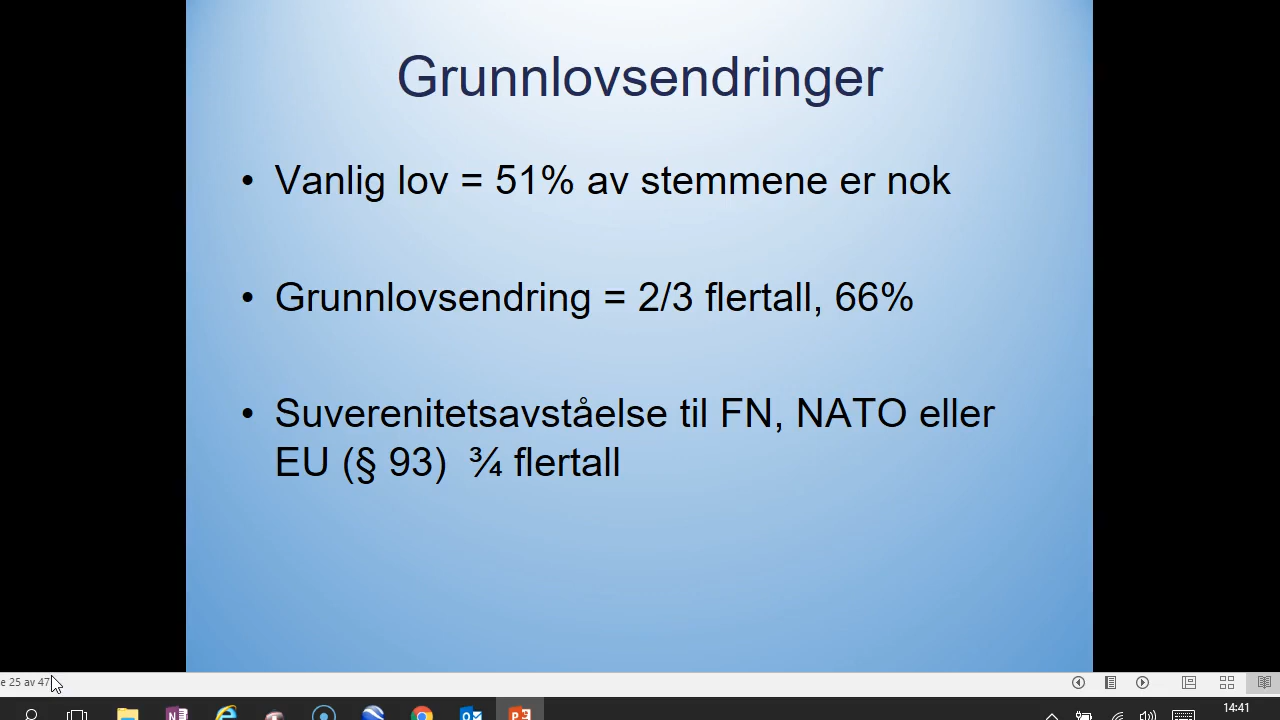 Grunnlovsendringer
• Vanlig lov = 51% av stemmene er nok
• Grunnlovsendring = 2/3 flertall, 66%
• Suverenitetsavståelse til FN, NATO eller
EU (§ 93)  ¾ flertall
e 25 av 47
14:41